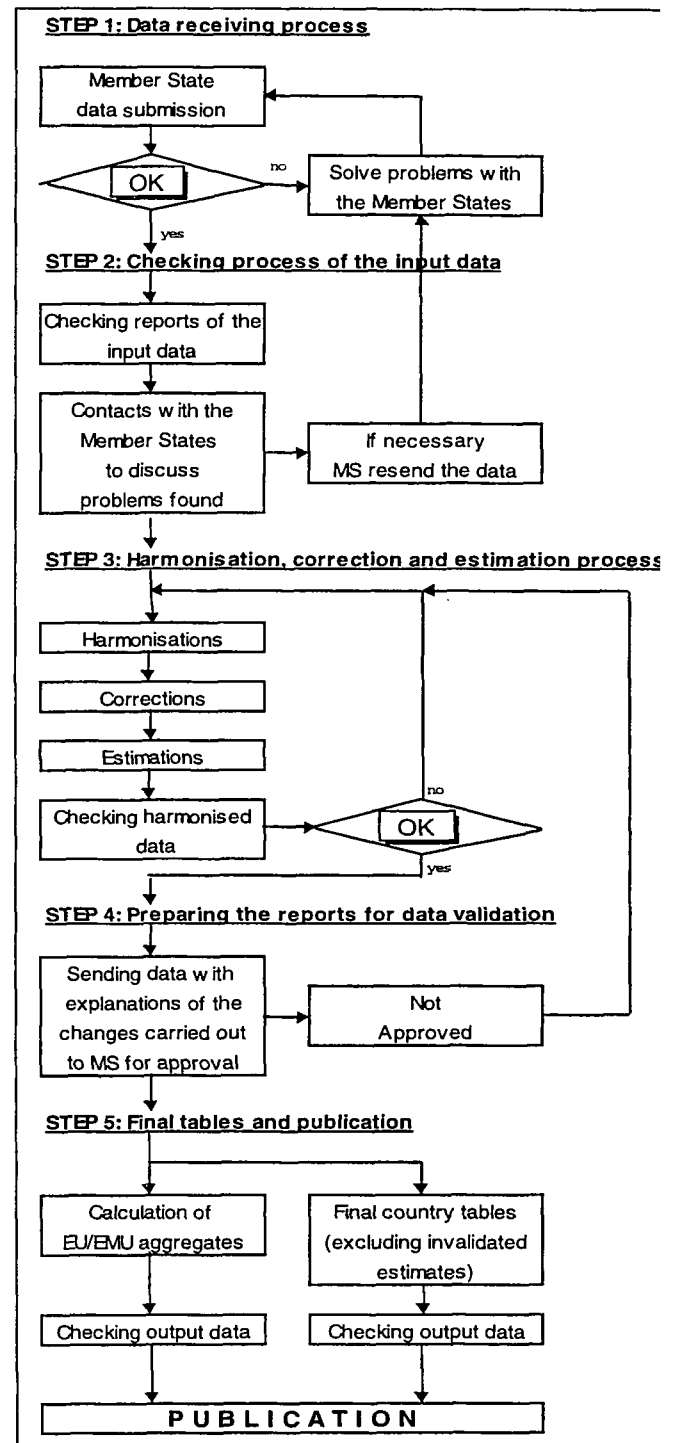 STEP 1: Data receiving process
Member State
data submission
OK
no
Solve problems with
the Member States
yes
STEP 2: Checking process of the input data
Checking reports of the
input data
Contacts with the
Member States
to discuss
problems found
If necessary
MS resend the data
STEP 3: Harmonisation, correction and estimation process
Harmonisations
Corrections
Estimations
Checking harmonised
data
no
OK
yes
STEP 4: Preparing the reports for data validation
Sending data with
explanations of the
changes carried out
to MS for approval
Not
Approved
STEP 5: Final tables and publication
Calculation of
EU/EMU aggregates
Final country tables
(excluding invalidated
estimates)
Checking output data
Checking output data
PUBLICATION